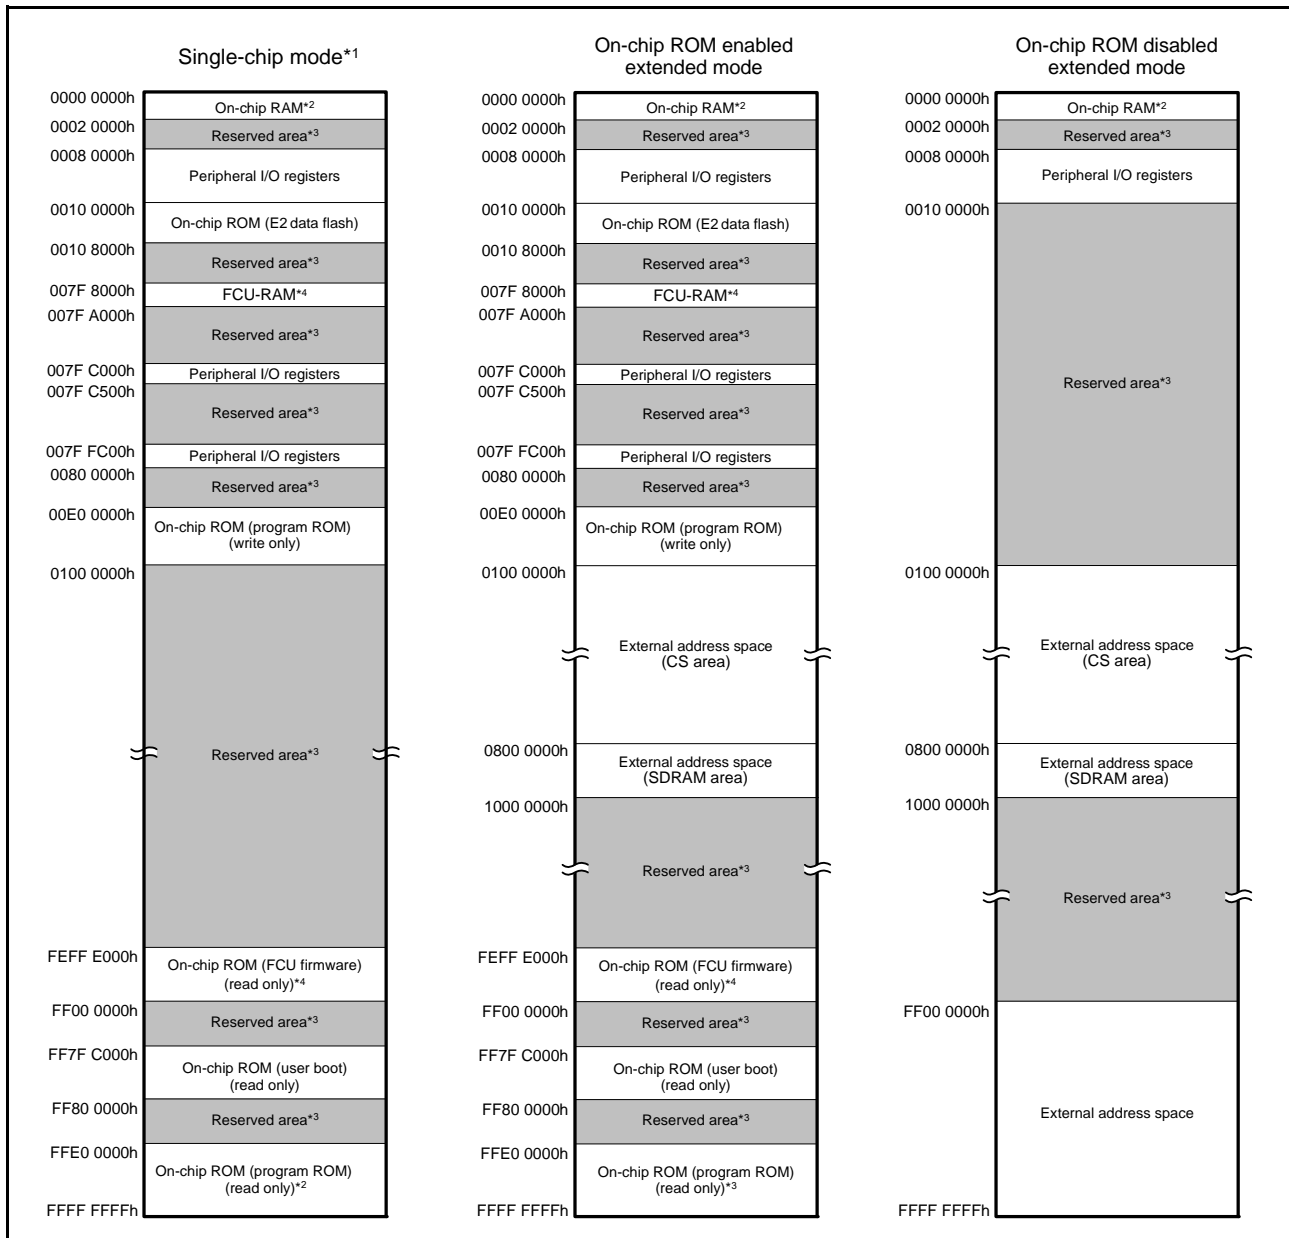 Single-chip mode*1
0000 0000h
On-chip RAM*2
0002 0000h
Reserved area*3
0008 0000h
Peripheral I/O registers
0010 0000h
On-chip ROM (E2 data flash)
0010 8000h
Reserved area*3
007F 8000h
FCU-RAM*4
007F A000h
Reserved area*3
007F C000h
Peripheral I/O registers
007F C500h
Reserved area*3
007F FC00h
Peripheral I/O registers
0080 0000h
Reserved area*3
00E0 0000h
On-chip ROM (program ROM)
(write only)
0100 0000h
Reserved area*3
FEFF E000h
On-chip ROM (FCU firmware)
(read only)*4
FF00 0000h
Reserved area*3
FF7F C000h
On-chip ROM (user boot)
(read only)
FF80 0000h
Reserved area*3
FFE0 0000h
On-chip ROM (program ROM)
(read only)*2
FFFF FFFFh
On-chip ROM enabled
extended mode
0000 0000h
On-chip RAM*2
0002 0000h
Reserved area*3
0008 0000h
Peripheral I/O registers
0010 0000h
On-chip ROM (E2 data flash)
0010 8000h
Reserved area*3
007F 8000h
FCU-RAM*4
007F A000h
Reserved area*3
007F C000h
Peripheral I/O registers
007F C500h
Reserved area*3
007F FC00h
Peripheral I/O registers
0080 0000h
Reserved area*3
00E0 0000h
On-chip ROM (program ROM)
(write only)
0100 0000h
External address space
(CS area)
0800 0000h
External address space
(SDRAM area)
1000 0000h
Reserved area*3
FEFF E000h
On-chip ROM (FCU firmware)
(read only)*4
FF00 0000h
Reserved area*3
FF7F C000h
On-chip ROM (user boot)
(read only)
FF80 0000h
Reserved area*3
FFE0 0000h
On-chip ROM (program ROM)
(read only)*3
FFFF FFFFh
On-chip ROM disabled
extended mode
0000 0000h
On-chip RAM*2
0002 0000h
Reserved area*3
0008 0000h
Peripheral I/O registers
0010 0000h
Reserved area*3
0100 0000h
External address space
(CS area)
0800 0000h
External address space
(SDRAM area)
1000 0000h
Reserved area*3
FF00 0000h
External address space
FFFF FFFFh